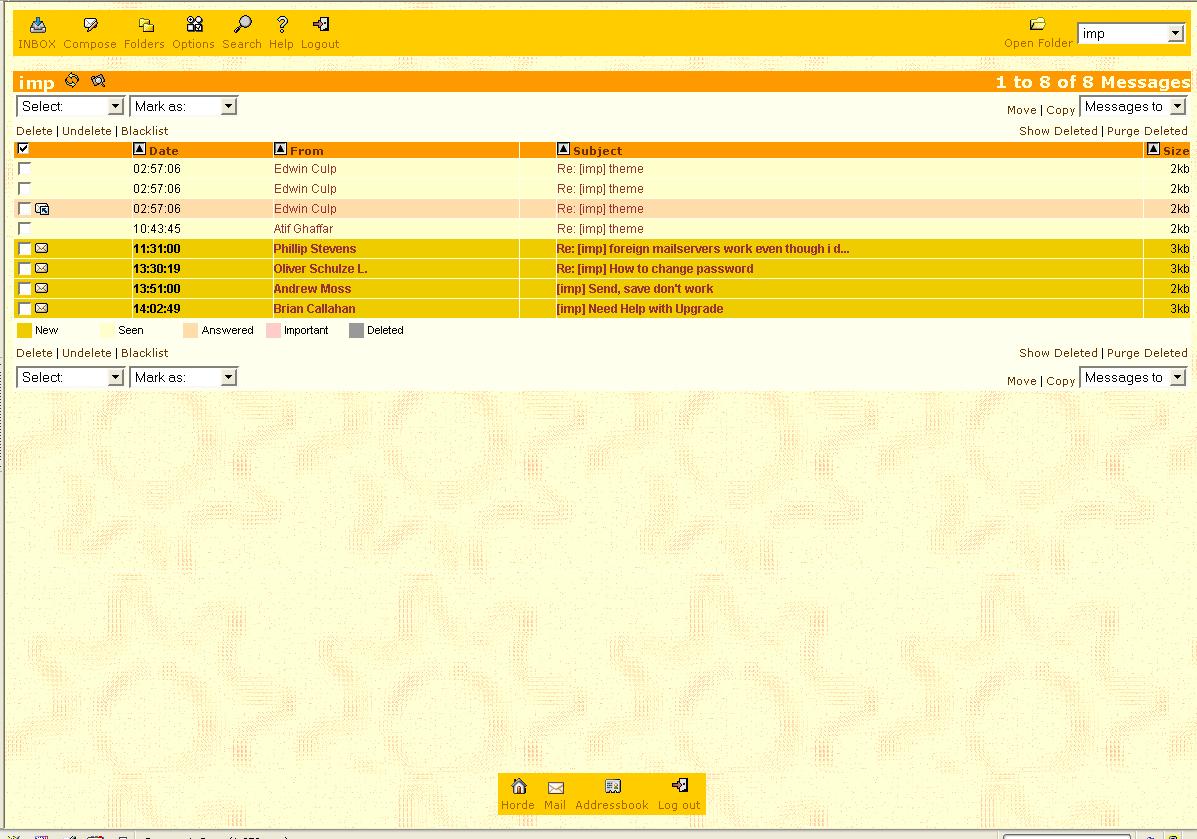 INBOX Compose Folders Options Search Help Logout Open Folder imp
imp 1 to 8 of 8 Messages
Select: Mark as: Move | Copy Messages to
Delete | Undelete | Blacklist Show Deleted | Purge Deleted
Date From Subject Size
02:57:06 Edwin Culp Re: [imp] theme 2kb
02:57:06 Edwin Culp Re: [imp] theme 2kb
02:57:06 Edwin Culp Re: [imp] theme 2kb
10:43:45 Atif Ghaffar Re: [imp] theme 2kb
11:31:00 Phillip Stevens Re: [imp] foreign mailservers work even though i d... 3kb
13:30:19 Oliver Schulze L. Re: [imp] How to change password 3kb
13:51:00 Andrew Moss [imp] Send, save don't work 2kb
14:02:49 Brian Callahan [imp] Need Help with Upgrade 3kb
New Seen Answered Important Deleted
Delete | Undelete | Blacklist Show Deleted | Purge Deleted
Select: Mark as: Move | Copy Messages to
Horde Mail Addressbook Log out